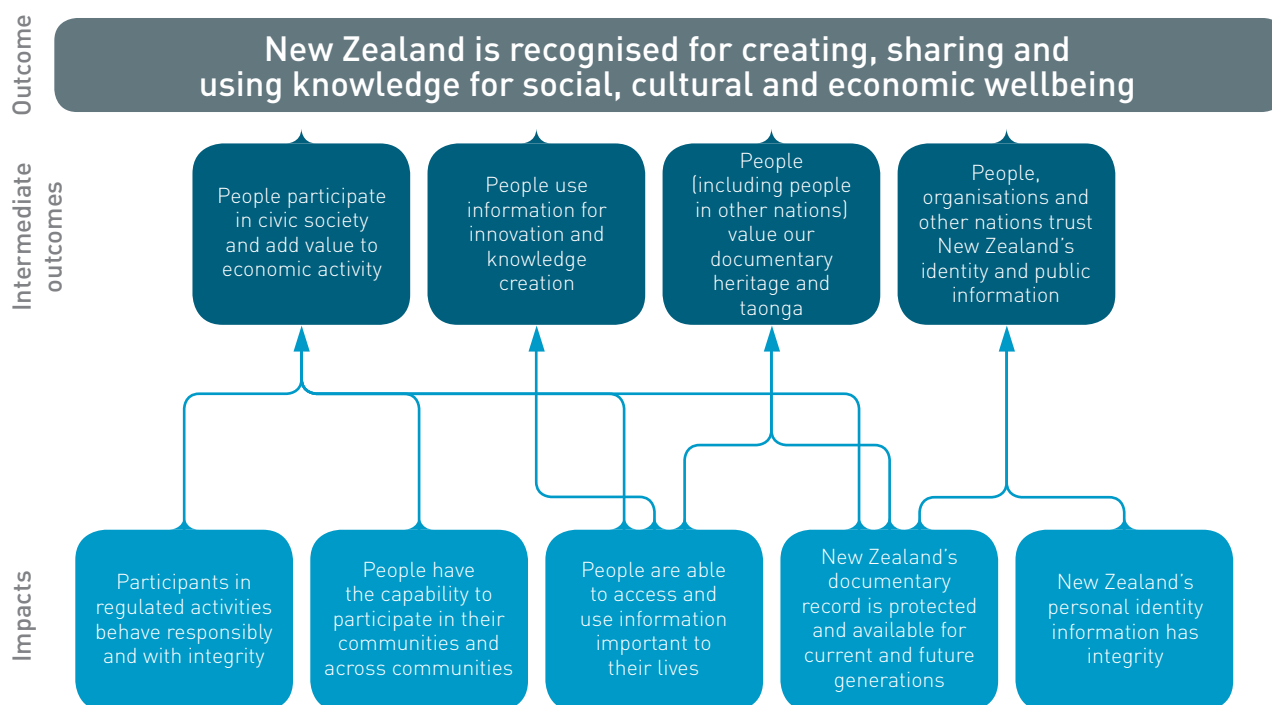 Outcome
New Zealand is recognised for creating, sharing and
using knowledge for social, cultural and economic wellbeing
Intermediate
outcomes
People participate
in civic society
and add value to
economic activity
People use
information for
innovation and
knowledge
creation
People
(including people
in other nations)
value our
documentary
heritage and
taonga
People,
organisations and
other nations trust
New Zealand’s
identity and public
information
Impacts
Participants in
regulated activities
behave responsibly
and with integrity
People have
the capability to
participate in their
communities and
across communities
People are able
to access and
use information
important to
their lives
New Zealand’s
documentary
record is protected
and available for
current and future
generations
New Zealand’s
personal identity
information has
integrity